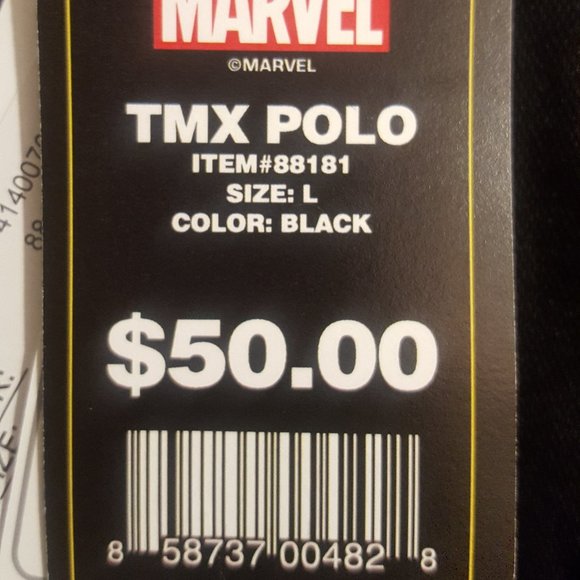 MARVEL
©MARVEL
TMX POLO
ITEM#88181
SIZE: L
COLOR: BLACK
$50.00
8 58737 00482 8